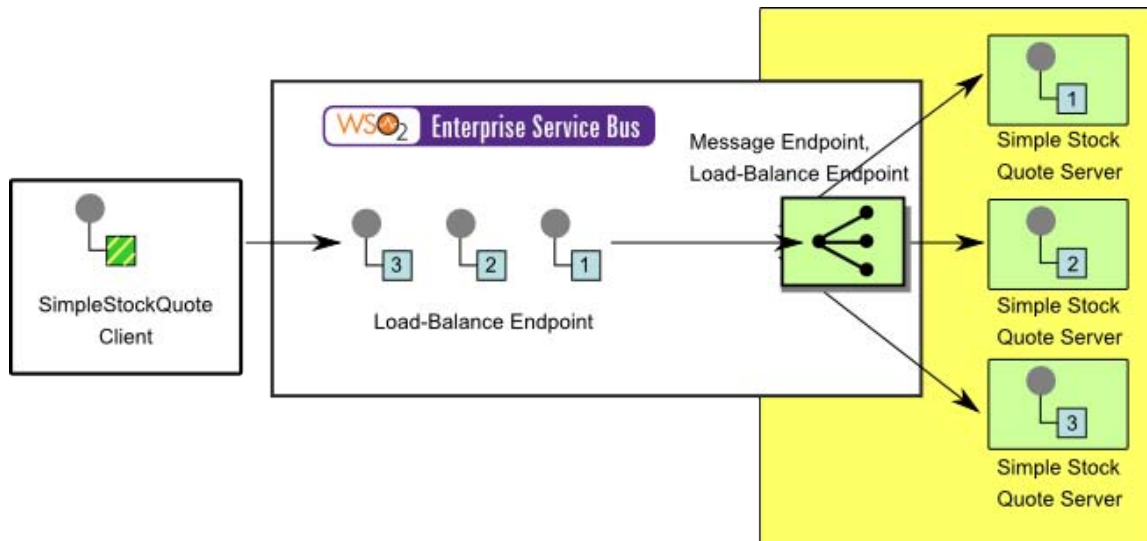 WSO2 Enterprise Service Bus
SimpleStockQuote
Client
3 2 1
Load-Balance Endpoint
Message Endpoint,
Load-Balance Endpoint
1
Simple Stock
Quote Server
2
Simple Stock
Quote Server
3
Simple Stock
Quote Server